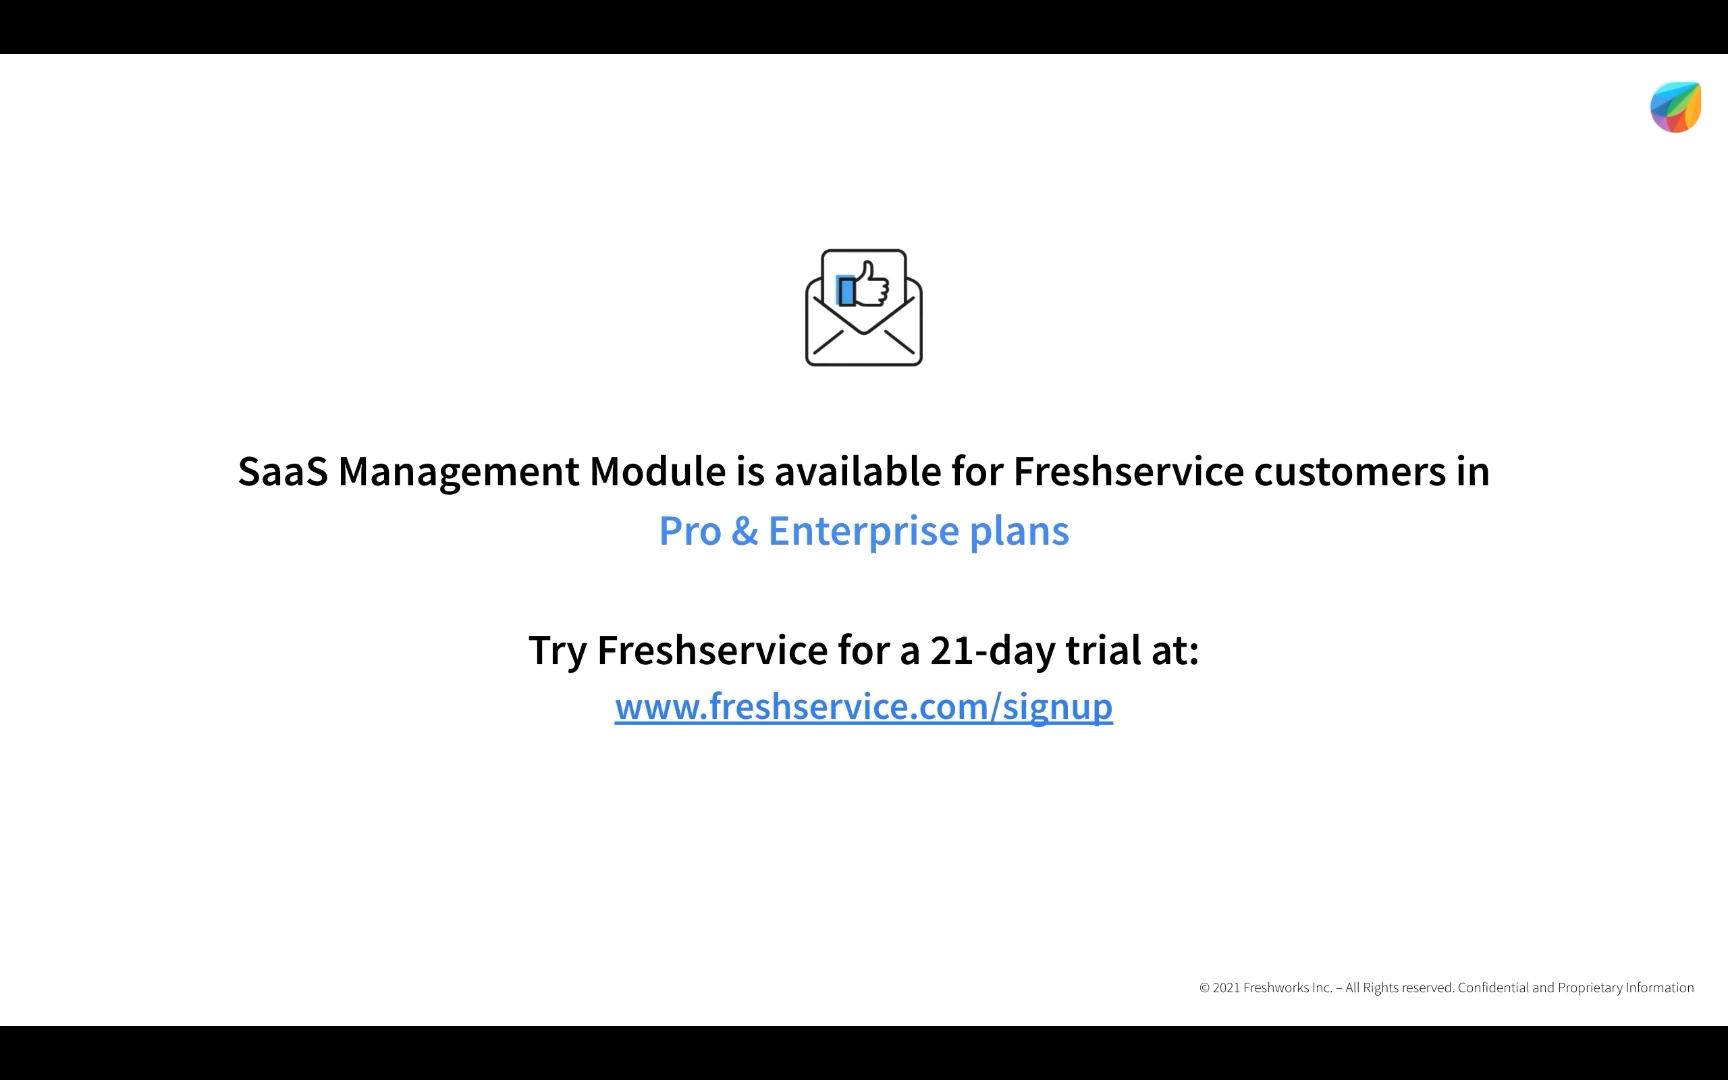 SaaS Management Module is available for Freshservice customers in
Pro & Enterprise plans
Try Freshservice for a 21-day trial at:
www.freshservice.com/signup
© 2021 Freshworks Inc. – All Rights reserved. Confidential and Proprietary Information